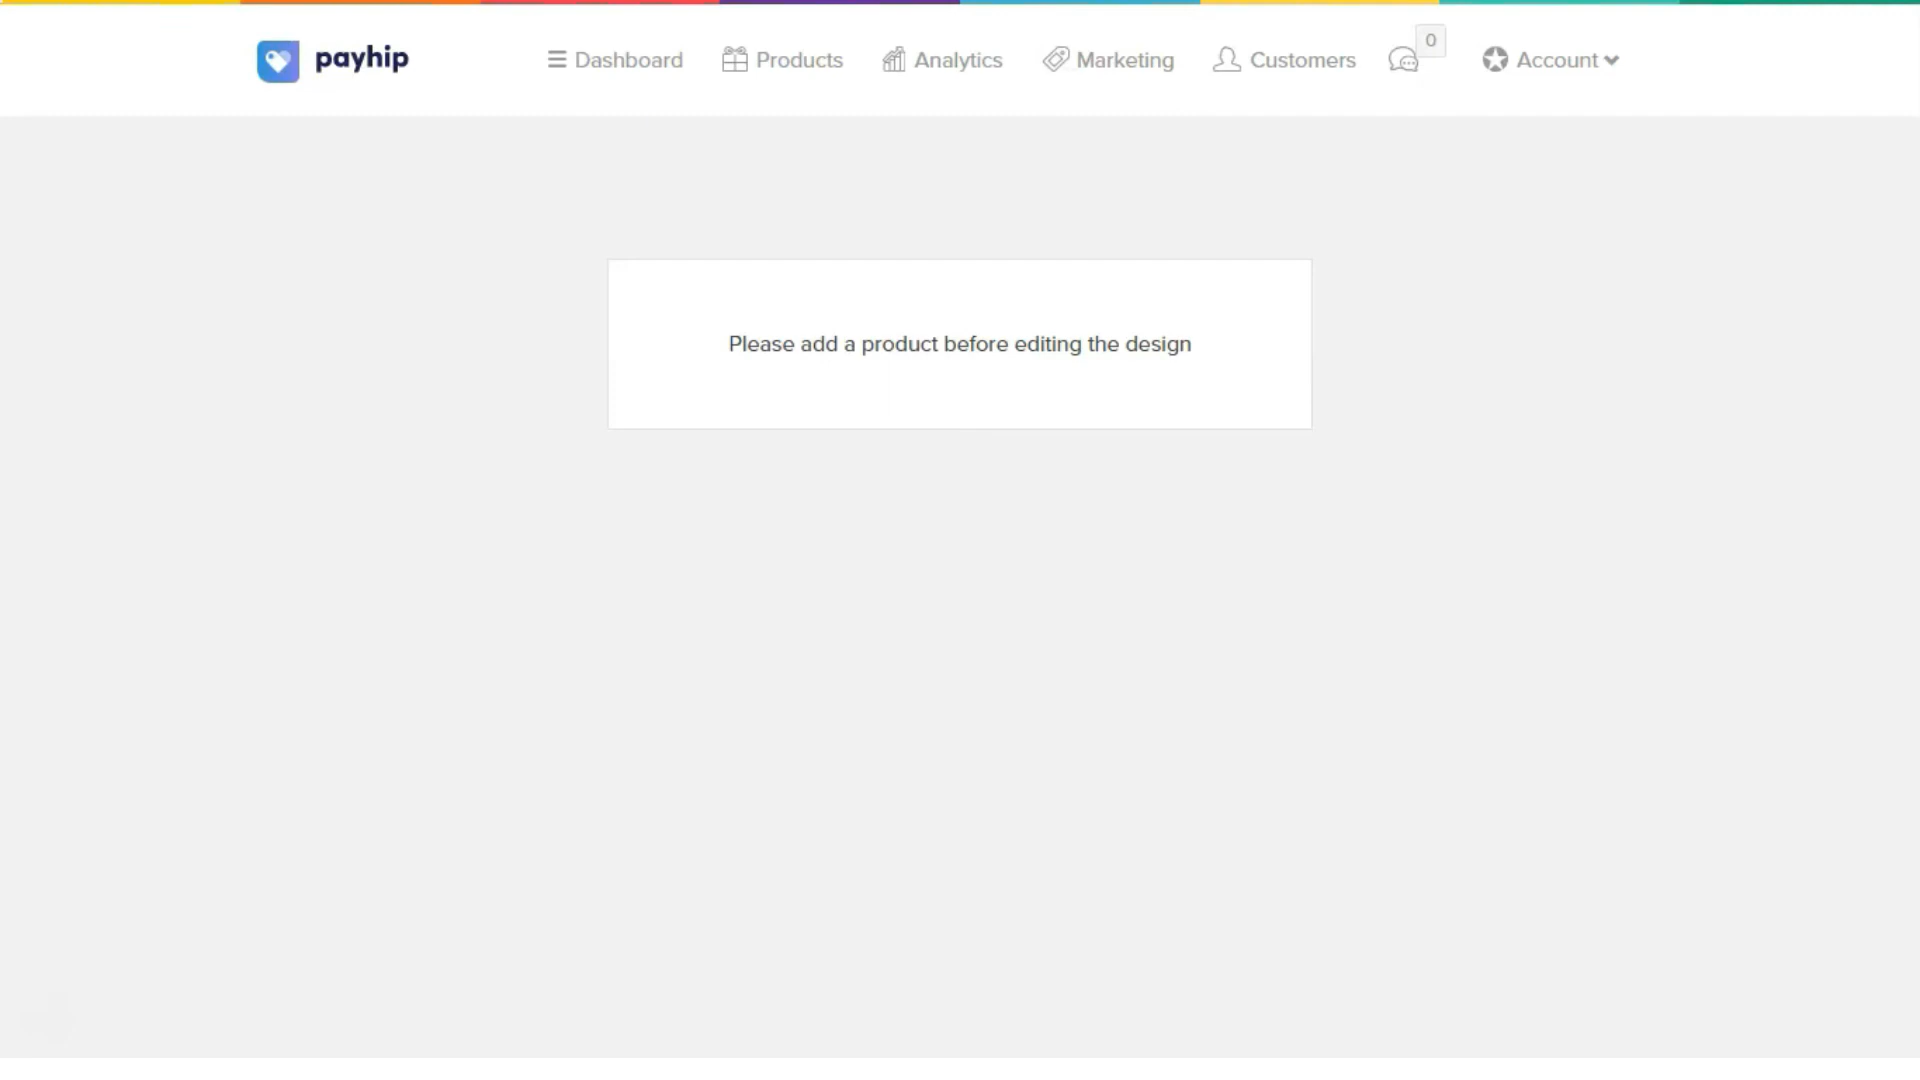 payhip
Dashboard
Products
Analytics
Marketing
Customers
0
Account
Please add a product before editing the design